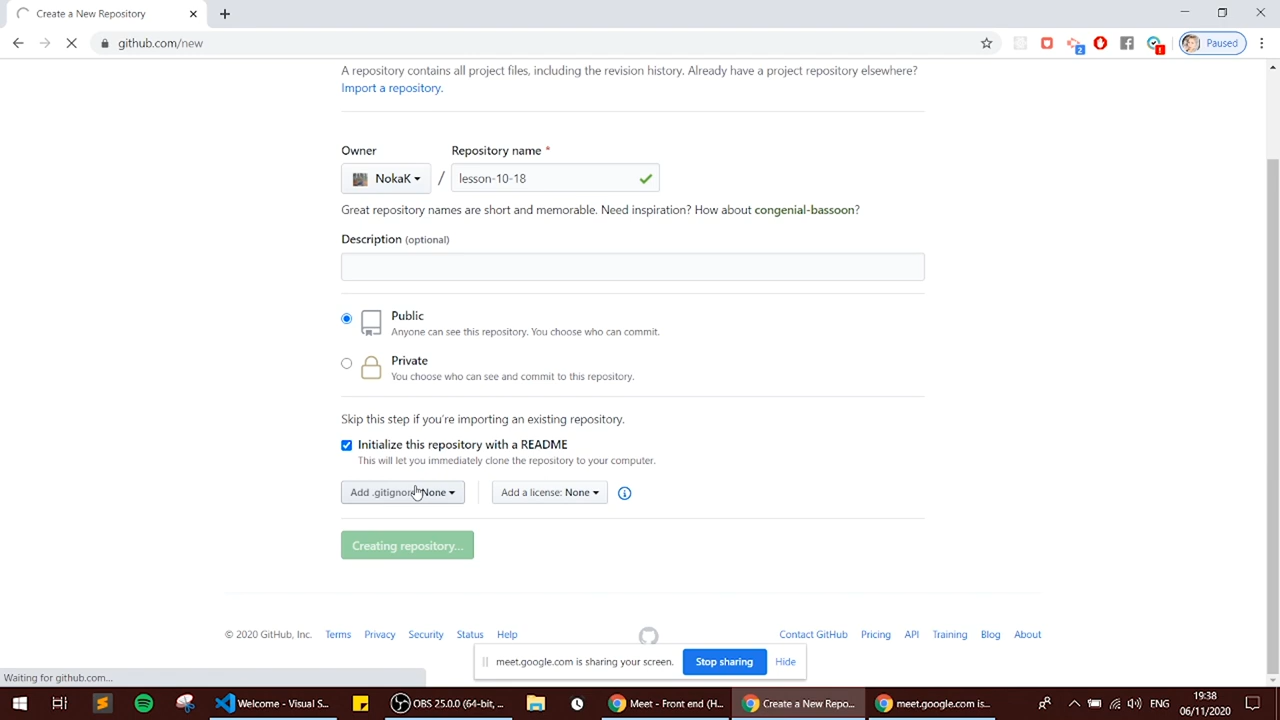 Create a New Repository
github.com/new
Paused
A repository contains all project files, including the revision history. Already have a project repository elsewhere?
Import a repository.
Owner
Repository name *
NokaK / lesson-10-18
Great repository names are short and memorable. Need inspiration? How about congenial-bassoon?
Description (optional)
Public
Anyone can see this repository. You choose who can commit.
Private
You choose who can see and commit to this repository.
Skip this step if you're importing an existing repository.
Initialize this repository with a README
This will let you immediately clone the repository to your computer.
Add .gitignore: None Add a license: None
Creating repository...
© 2020 GitHub, Inc. Terms Privacy Security Status Help Contact GitHub Pricing API Training Blog About
meet.google.com is sharing your screen. Stop sharing Hide
Waiting for github.com...
Welcome - Visual S... OBS 25.0.0 (64-bit, ... Meet - Front end (H... Create a New Repo... meet.google.com is... ENG 19:38
06/11/2020